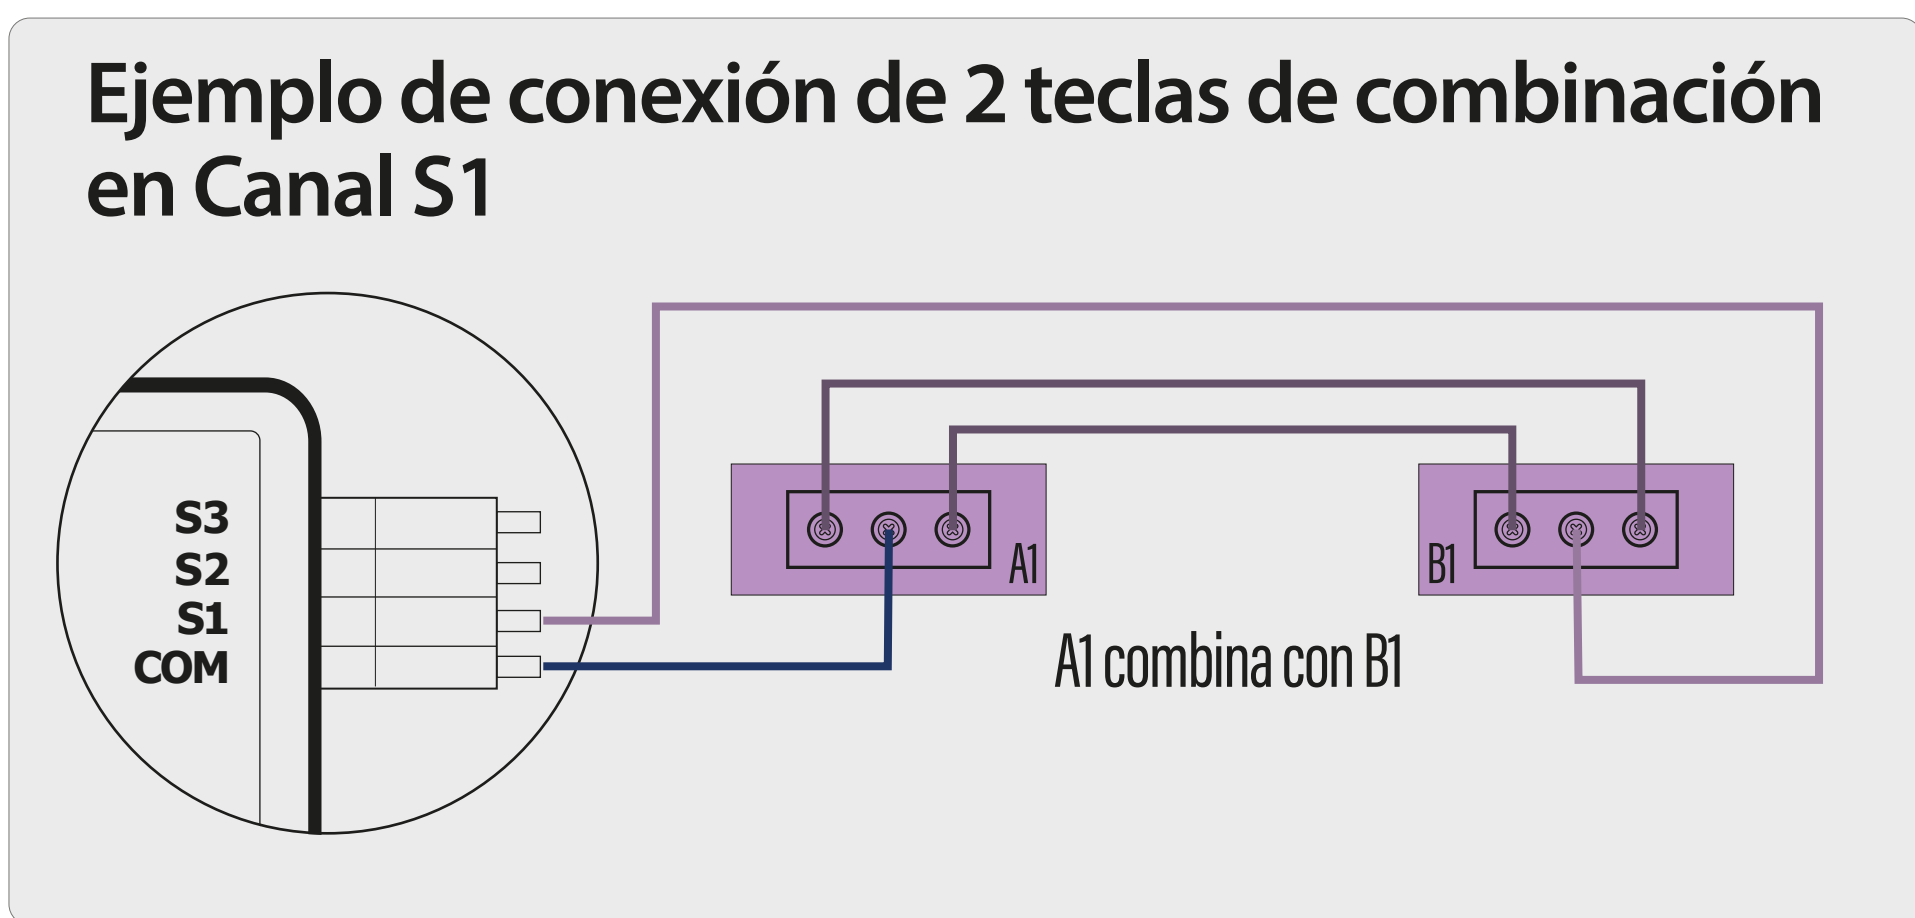 Ejemplo de conexión de 2 teclas de combinación
en Canal S1
S3
S2
S1
COM
A1
B1
A1 combina con B1